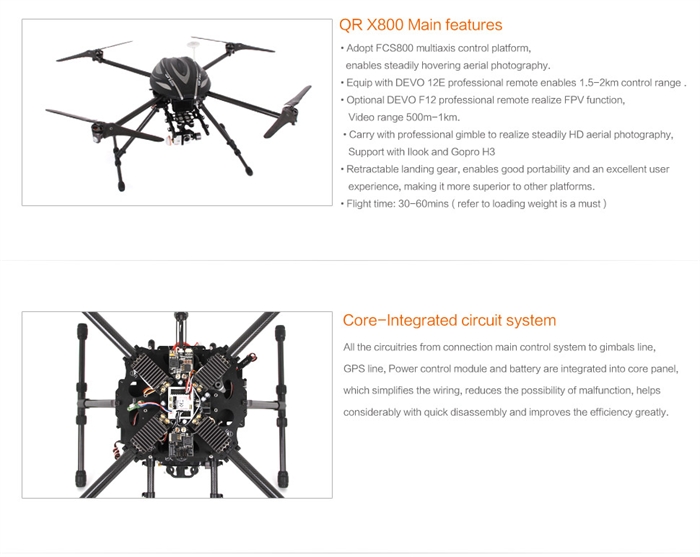 QR X800 Main features
• Adopt FCS800 multiaxis control platform,
enables steadily hovering aerial photography.
• Equip with DEVO 12E professional remote enables 1.5-2km control range .
• Optional DEVO F12 professional remote realize FPV function,
Video range 500m-1km.
• Carry with professional gimble to realize steadily HD aerial photography,
Support with Ilook and Gopro H3
• Retractable landing gear, enables good portability and an excellent user
experience, making it more superior to other platforms.
• Flight time: 30-60mins ( refer to loading weight is a must )
Core-Integrated circuit system
All the circuitries from connection main control system to gimbals line,
GPS line, Power control module and battery are integrated into core panel,
which simplifies the wiring, reduces the possibility of malfunction, helps
considerably with quick disassembly and improves the efficiency greatly.